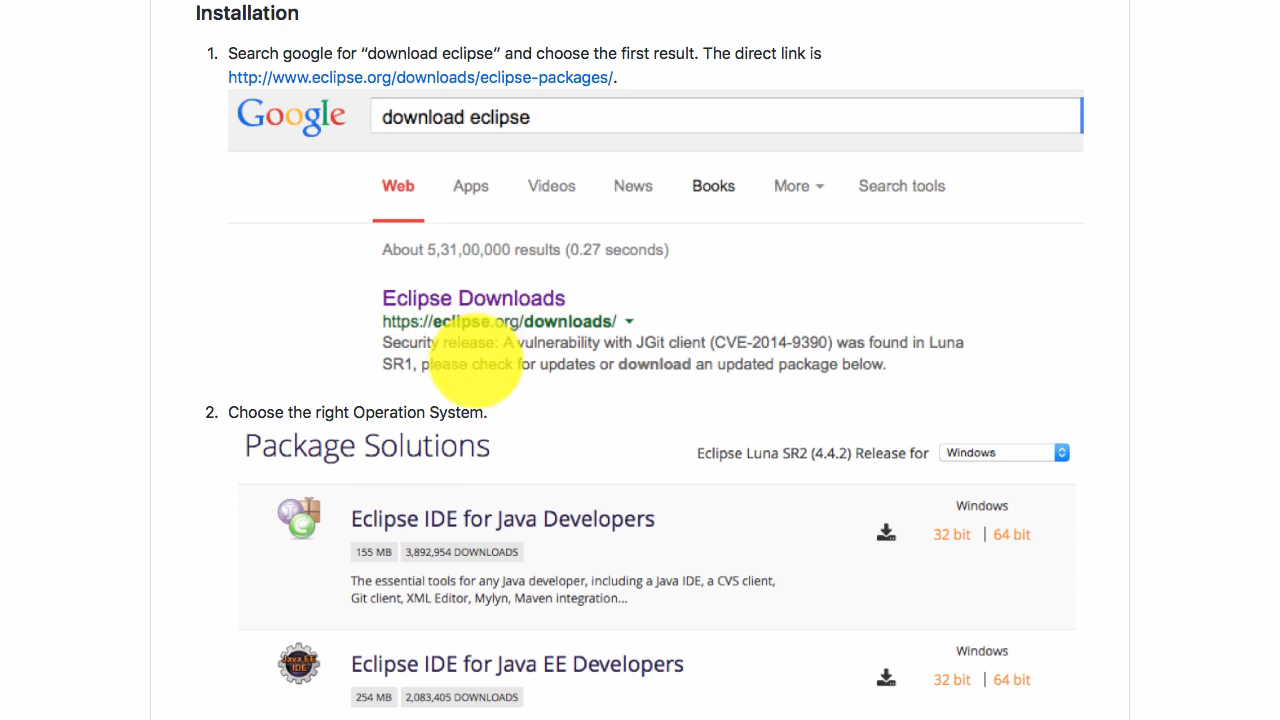 Installation
1. Search google for “download eclipse” and choose the first result. The direct link is
http://www.eclipse.org/downloads/eclipse-packages/.
Google download eclipse
Web Apps Videos News Books More Search tools
About 5,31,00,000 results (0.27 seconds)
Eclipse Downloads
https://eclipse.org/downloads/
Security release: A vulnerability with JGit client (CVE-2014-9390) was found in Luna
SR1, please check for updates or download an updated package below.
2. Choose the right Operation System.
Package Solutions
Eclipse Luna SR2 (4.4.2) Release for Windows
Windows
Eclipse IDE for Java Developers
32 bit | 64 bit
155 MB 3,892,954 DOWNLOADS
The essential tools for any Java developer, including a Java IDE, a CVS client,
Git client, XML Editor, Mylyn, Maven integration...
Windows
Java EE
IDE
Eclipse IDE for Java EE Developers
32 bit | 64 bit
254 MB 2,083,405 DOWNLOADS